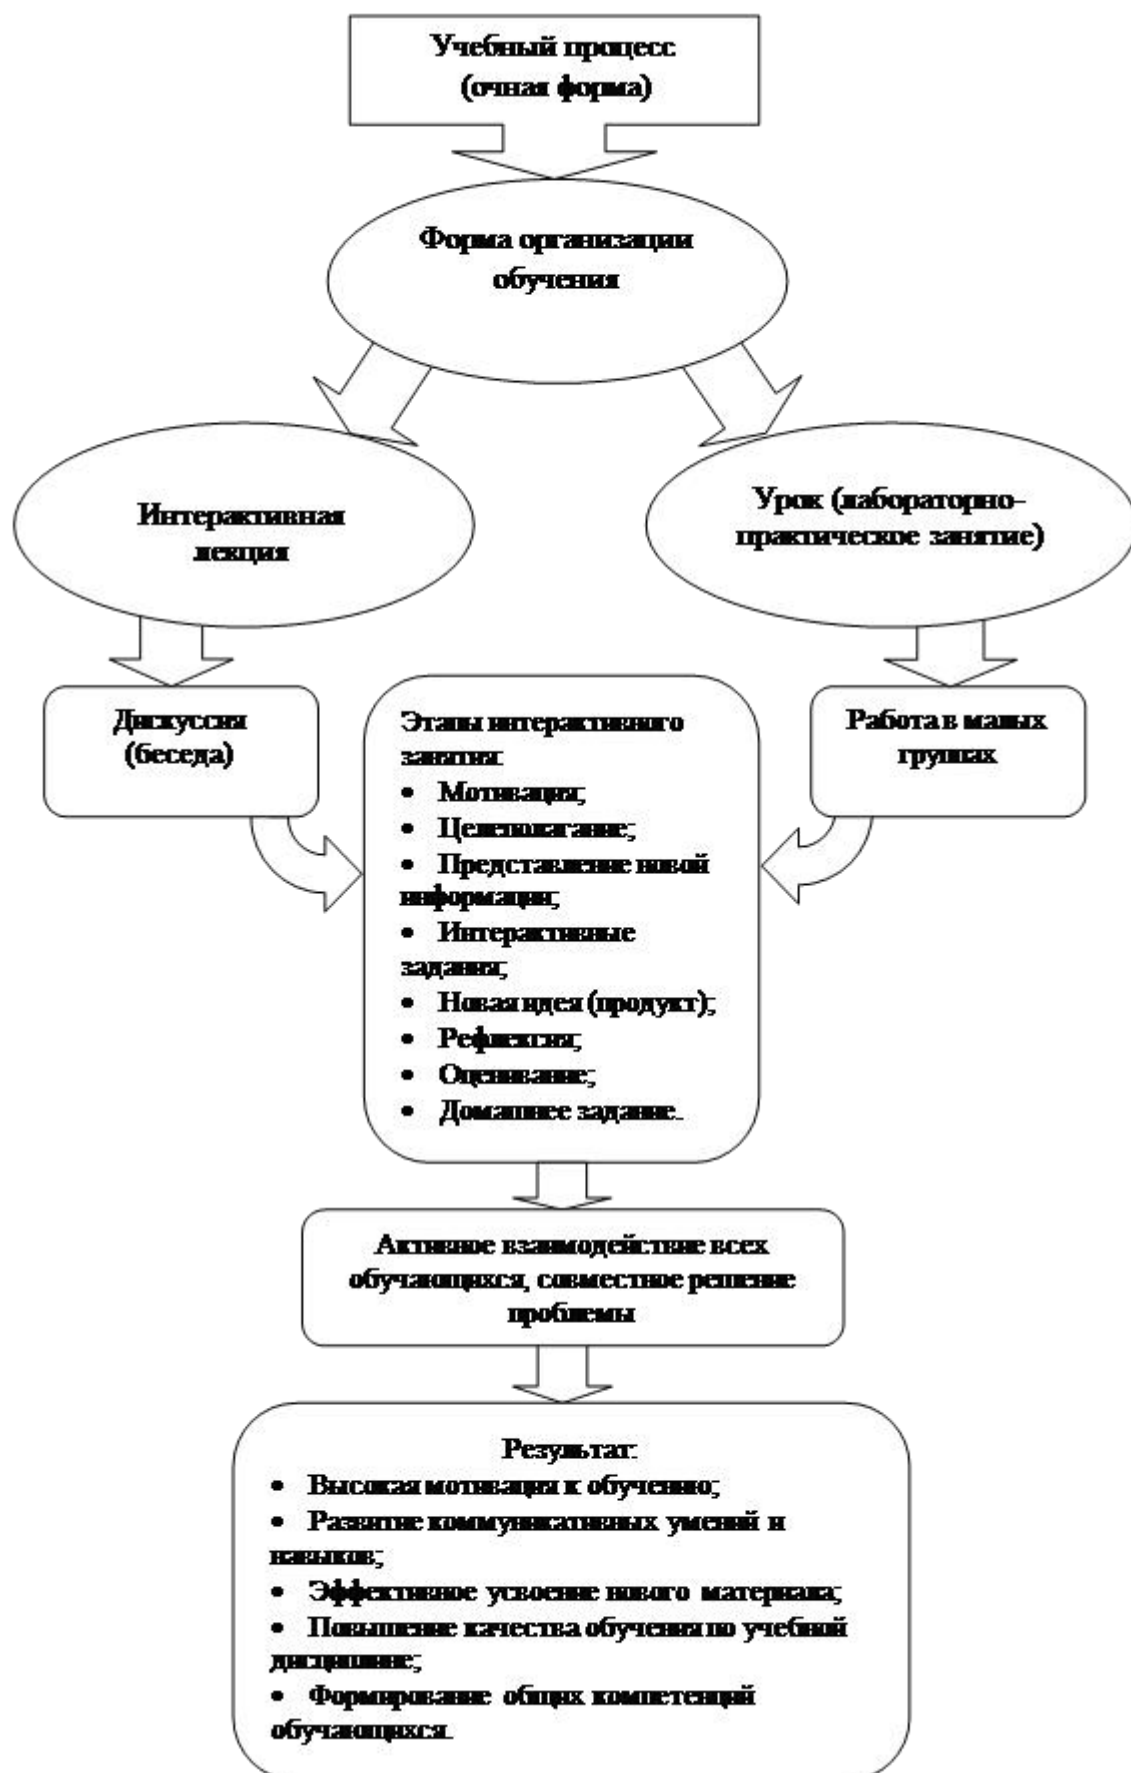 Учебный процесс
(очная форма)
Форма организации
обучения
Интерактивная
лекция
Урок (лабораторно-
практическое занятие)
Дискуссия
(беседа)
Этапы интерактивного
занятия:
• Мотивация;
• Целеполагание;
• Представление новой
информации;
• Интерактивные
задания;
• Новая идея (продукт);
• Рефлексия;
• Оценивание;
• Домашнее задание.
Работа в малых
группах
Активное взаимодействие всех
обучающихся, совместное решение
проблемы
Результат:
• Высокая мотивация к обучению;
• Развитие коммуникативных умений и
навыков;
• Эффективное усвоение нового материала;
• Повышение качества обучения по учебной
дисциплине;
• Формирование общих компетенций
обучающихся.